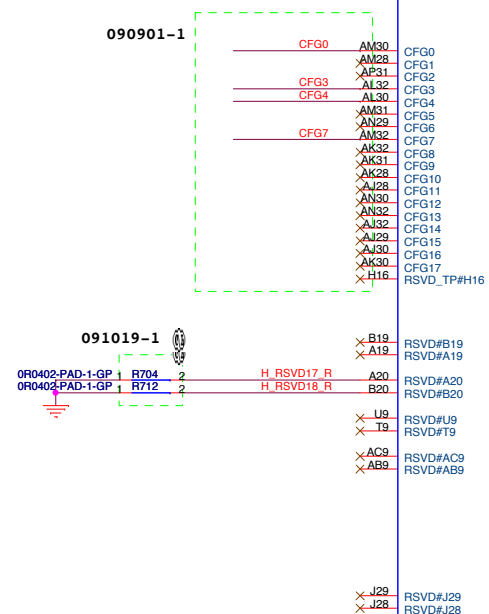 090901-1
CFG0 AM30 CFG0
AM28 CFG1
AP31 CFG2
CFG3 AL32 CFG3
CFG4 AL30 CFG4
AM31 CFG5
AN29 CFG6
CFG7 AM32 CFG7
AK32 CFG8
AK31 CFG9
AK28 CFG10
AJ28 CFG11
AN30 CFG12
AN32 CFG13
AJ32 CFG14
AJ29 CFG15
AJ30 CFG16
AK30 CFG17
H16 RSVD_TP#H16
091019-1
B19 RSVD#B19
A19 RSVD#A19
0R0402-PAD-1-GP 1 R704 2 H_RSVD17_R A20 RSVD#A20
0R0402-PAD-1-GP 1 R712 2 H_RSVD18_R B20 RSVD#B20
U9 RSVD#U9
T9 RSVD#T9
AC9 RSVD#AC9
AB9 RSVD#AB9
J29 RSVD#J29
J28 RSVD#J28